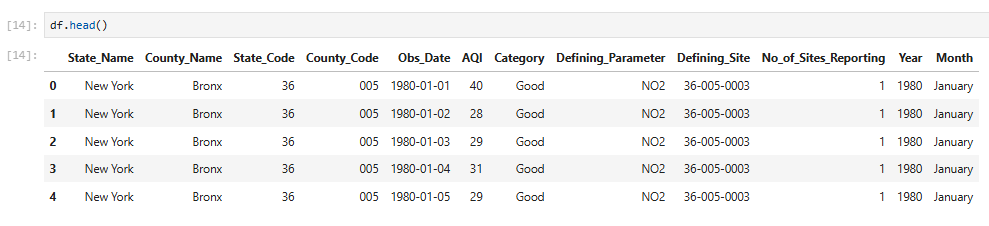 [14]: df.head()
[14]: State_Name County_Name State_Code County_Code Obs_Date AQI Category Defining_Parameter Defining_Site No_of_Sites_Reporting Year Month
0 New York Bronx 36 005 1980-01-01 40 Good NO2 36-005-0003 1 1980 January
1 New York Bronx 36 005 1980-01-02 28 Good NO2 36-005-0003 1 1980 January
2 New York Bronx 36 005 1980-01-03 29 Good NO2 36-005-0003 1 1980 January
3 New York Bronx 36 005 1980-01-04 31 Good NO2 36-005-0003 1 1980 January
4 New York Bronx 36 005 1980-01-05 29 Good NO2 36-005-0003 1 1980 January